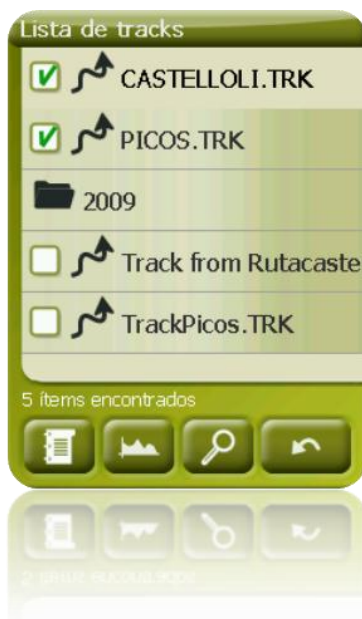 Lista de tracks
CASTELLOLI.TRK
PICOS.TRK
2009
Track from Rutacaste
TrackPicos.TRK
5 ítems encontrados